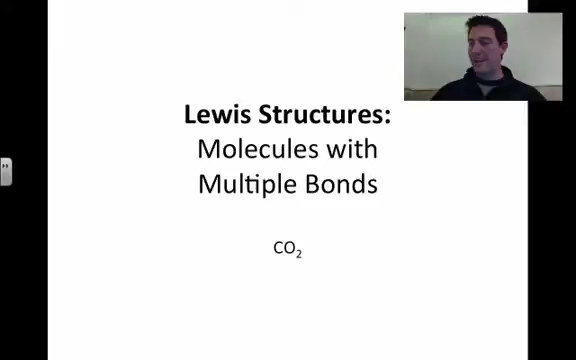 Lewis Structures:
Molecules with
Multiple Bonds
CO₂